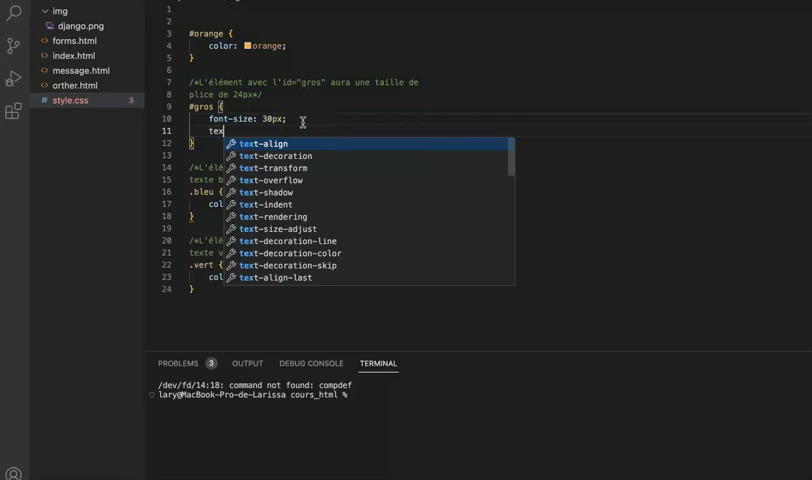 img
django.png
forms.html
index.html
message.html
orther.html
# style.css 3
1
2
3 #orange {
4 color: orange;
5 }
6
7 /*L'élément avec l'id="gros" aura une taille de
8 plice de 24px*/
9 #gros {
10 font-size: 30px;
11 tex
12 }
13
14 /*L'élé
15 texte b
16 .bleu {
17 col
18 }
19
20 /*L'élé
21 texte v
22 .vert {
23 col
24 }
text-align
text-decoration
text-transform
text-overflow
text-shadow
text-indent
text-rendering
text-size-adjust
text-decoration-line
text-decoration-color
text-decoration-skip
text-align-last
PROBLEMS 3 OUTPUT DEBUG CONSOLE TERMINAL
/dev/fd/14:18: command not found: compdef
lary@MacBook-Pro-de-Larissa cours_html %